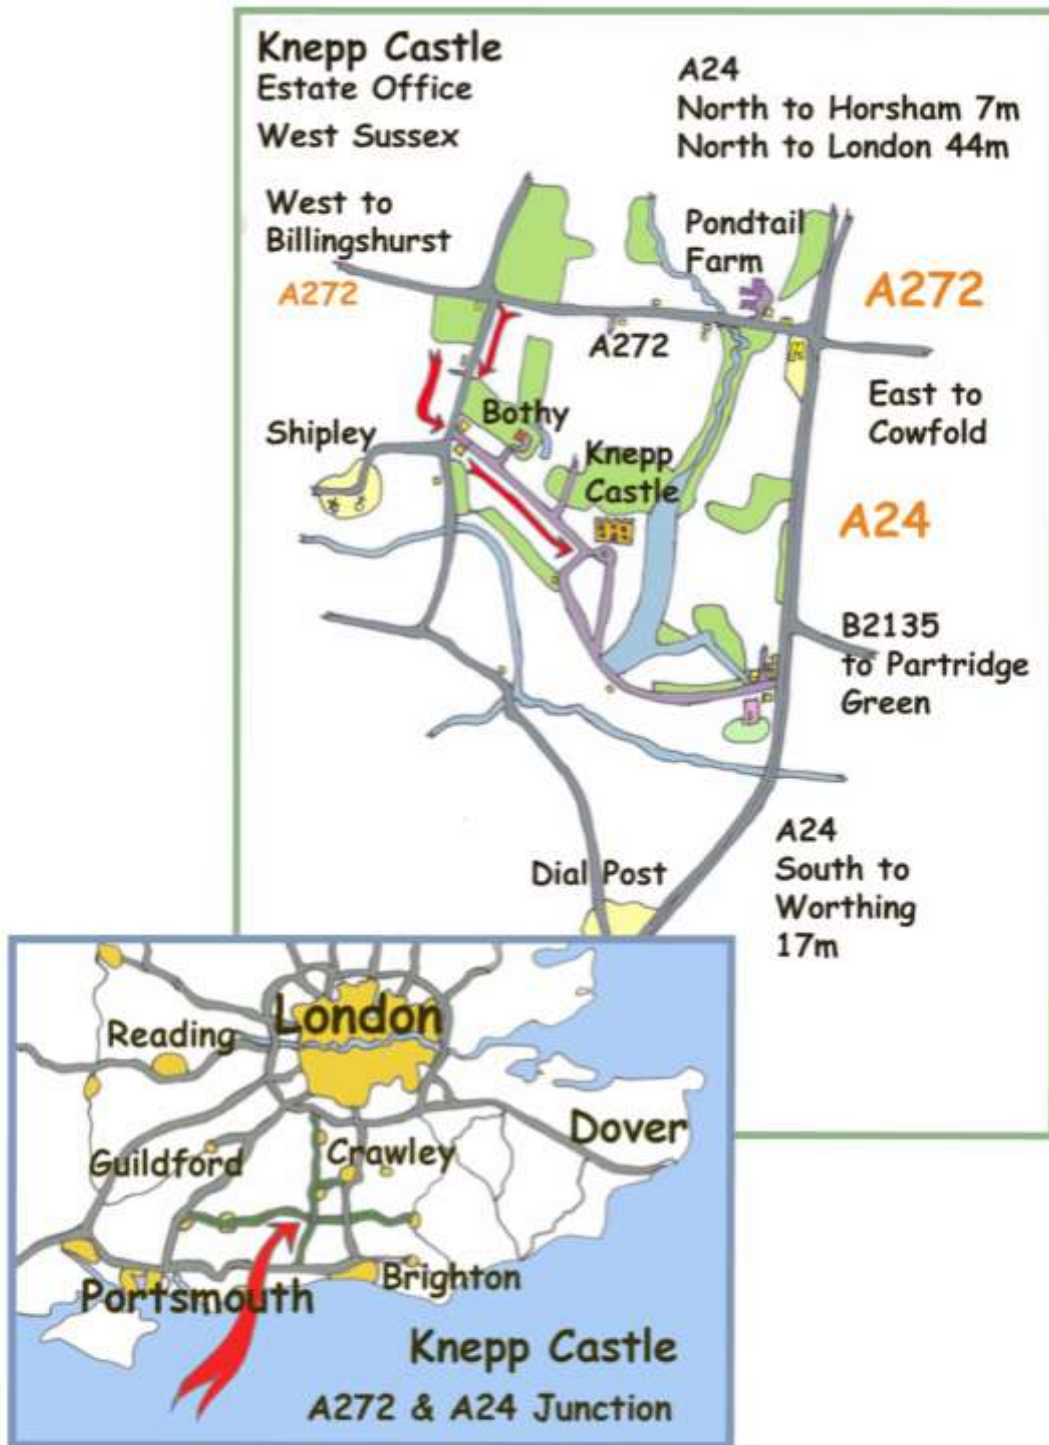 Knepp Castle
Estate Office
West Sussex
A24
North to Horsham 7m
North to London 44m
West to
Billingshurst
A272
Pondtail
Farm
A272
A272
East to
Cowfold
Bothy
Shipley
Knepp
Castle
A24
B2135
to Partridge
Green
A24
South to
Worthing
17m
Dial Post
London
Reading
Dover
Guildford
Crawley
Portsmouth
Brighton
Knepp Castle
A272 & A24 Junction